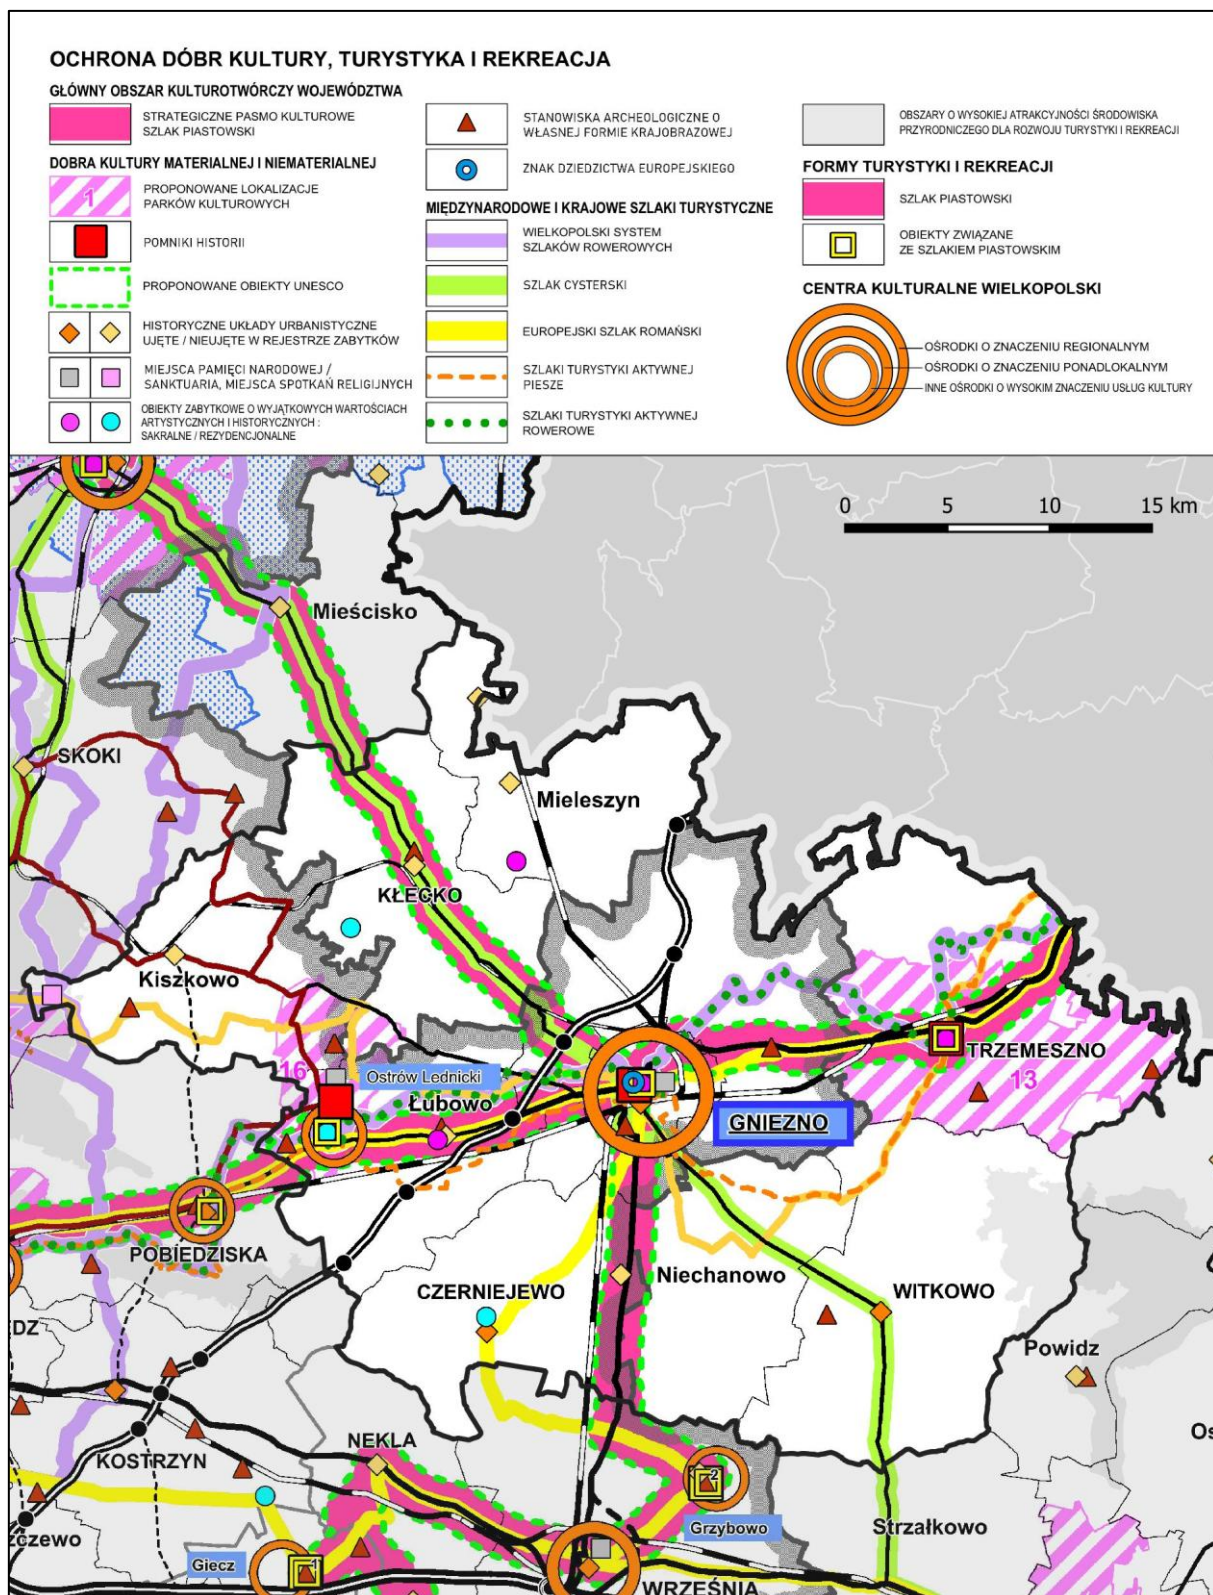 OCHRONA DÓBR KULTURY, TURYSTYKA I REKREACJA
GŁÓWNY OBSZAR KULTUROTWÓRCZY WOJEWÓDZTWA
STRATEGICZNE PASMO KULTUROWE
SZLAK PIASTOWSKI
DOBRA KULTURY MATERIALNEJ I NIEMATERIALNEJ
1
PROPONOWANE LOKALIZACJE
PARKÓW KULTUROWYCH
POMNIKI HISTORII
PROPONOWANE OBIEKTY UNESCO
HISTORYCZNE UKŁADY URBANISTYCZNE
UJĘTE / NIEUJĘTE W REJESTRZE ZABYTKÓW
MIEJSCA PAMIĘCI NARODOWEJ /
SANKTUARIA, MIEJSCA SPOTKAŃ RELIGIJNYCH
OBIEKTY ZABYTKOWE O WYJĄTKOWYCH WARTOŚCIACH
ARTYSTYCZNYCH I HISTORYCZNYCH :
SAKRALNE / REZYDENCJONALNE
STANOWISKA ARCHEOLOGICZNE O
WŁASNEJ FORMIE KRAJOBRAZOWEJ
ZNAK DZIEDZICTWA EUROPEJSKIEGO
MIĘDZYNARODOWE I KRAJOWE SZLAKI TURYSTYCZNE
WIELKOPOLSKI SYSTEM
SZLAKÓW ROWEROWYCH
SZLAK CYSTERSKI
EUROPEJSKI SZLAK ROMAŃSKI
SZLAKI TURYSTYKI AKTYWNEJ
PIESZE
SZLAKI TURYSTYKI AKTYWNEJ
ROWEROWE
OBSZARY O WYSOKIEJ ATRAKCYJNOŚCI ŚRODOWISKA
PRZYRODNICZEGO DLA ROZWOJU TURYSTYKI I REKREACJI
FORMY TURYSTYKI I REKREACJI
SZLAK PIASTOWSKI
OBIEKTY ZWIĄZANE
ZE SZLAKIEM PIASTOWSKIM
CENTRA KULTURALNE WIELKOPOLSKI
OŚRODKI O ZNACZENIU REGIONALNYM
OŚRODKI O ZNACZENIU PONADLOKALNYM
INNE OŚRODKI O WYSOKIM ZNACZENIU USŁUG KULTURY
0 5 10 15 km
Mieścisko
SKOKI
Mieleszyn
KŁECKO
Kiszkowo
TRZEMESZNO
16
Ostrów Lednicki
13
Łubowo
GNIEZNO
POBIEDZISKA
Niechanowo
CZERNIEJEWO
WITKOWO
DZ
Powidz
Os
NEKLA
KOSTRZYN
2
Grzybowo
Strzałkowo
czewo
Giecz
1
WRZEŚNIA